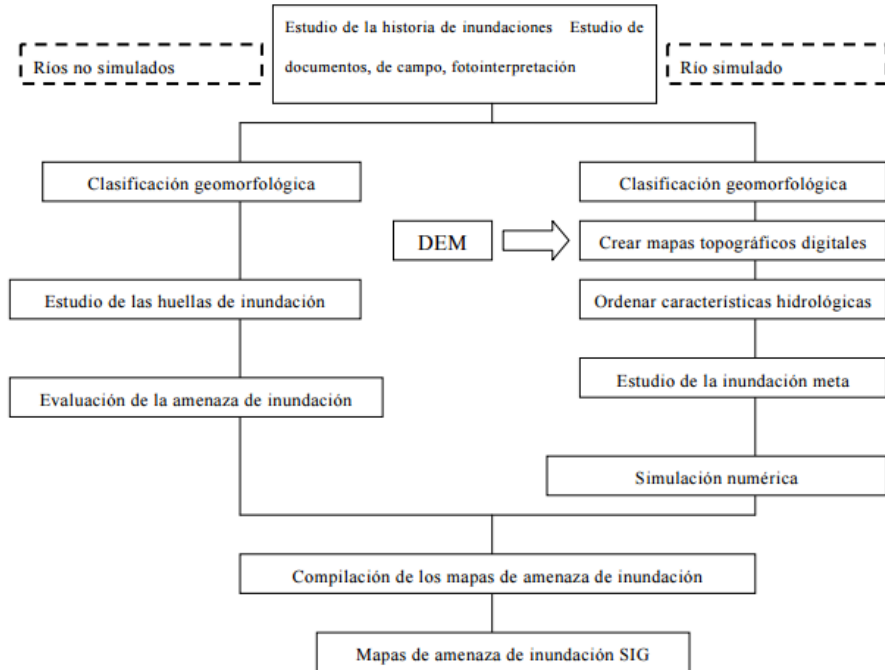 Estudio de la historia de inundaciones Estudio de
documentos, de campo, fotointerpretación
Ríos no simulados
Río simulado
Clasificación geomorfológica
Clasificación geomorfológica
DEM
Crear mapas topográficos digitales
Estudio de las huellas de inundación
Ordenar características hidrológicas
Evaluación de la amenaza de inundación
Estudio de la inundación meta
Simulación numérica
Compilación de los mapas de amenaza de inundación
Mapas de amenaza de inundación SIG